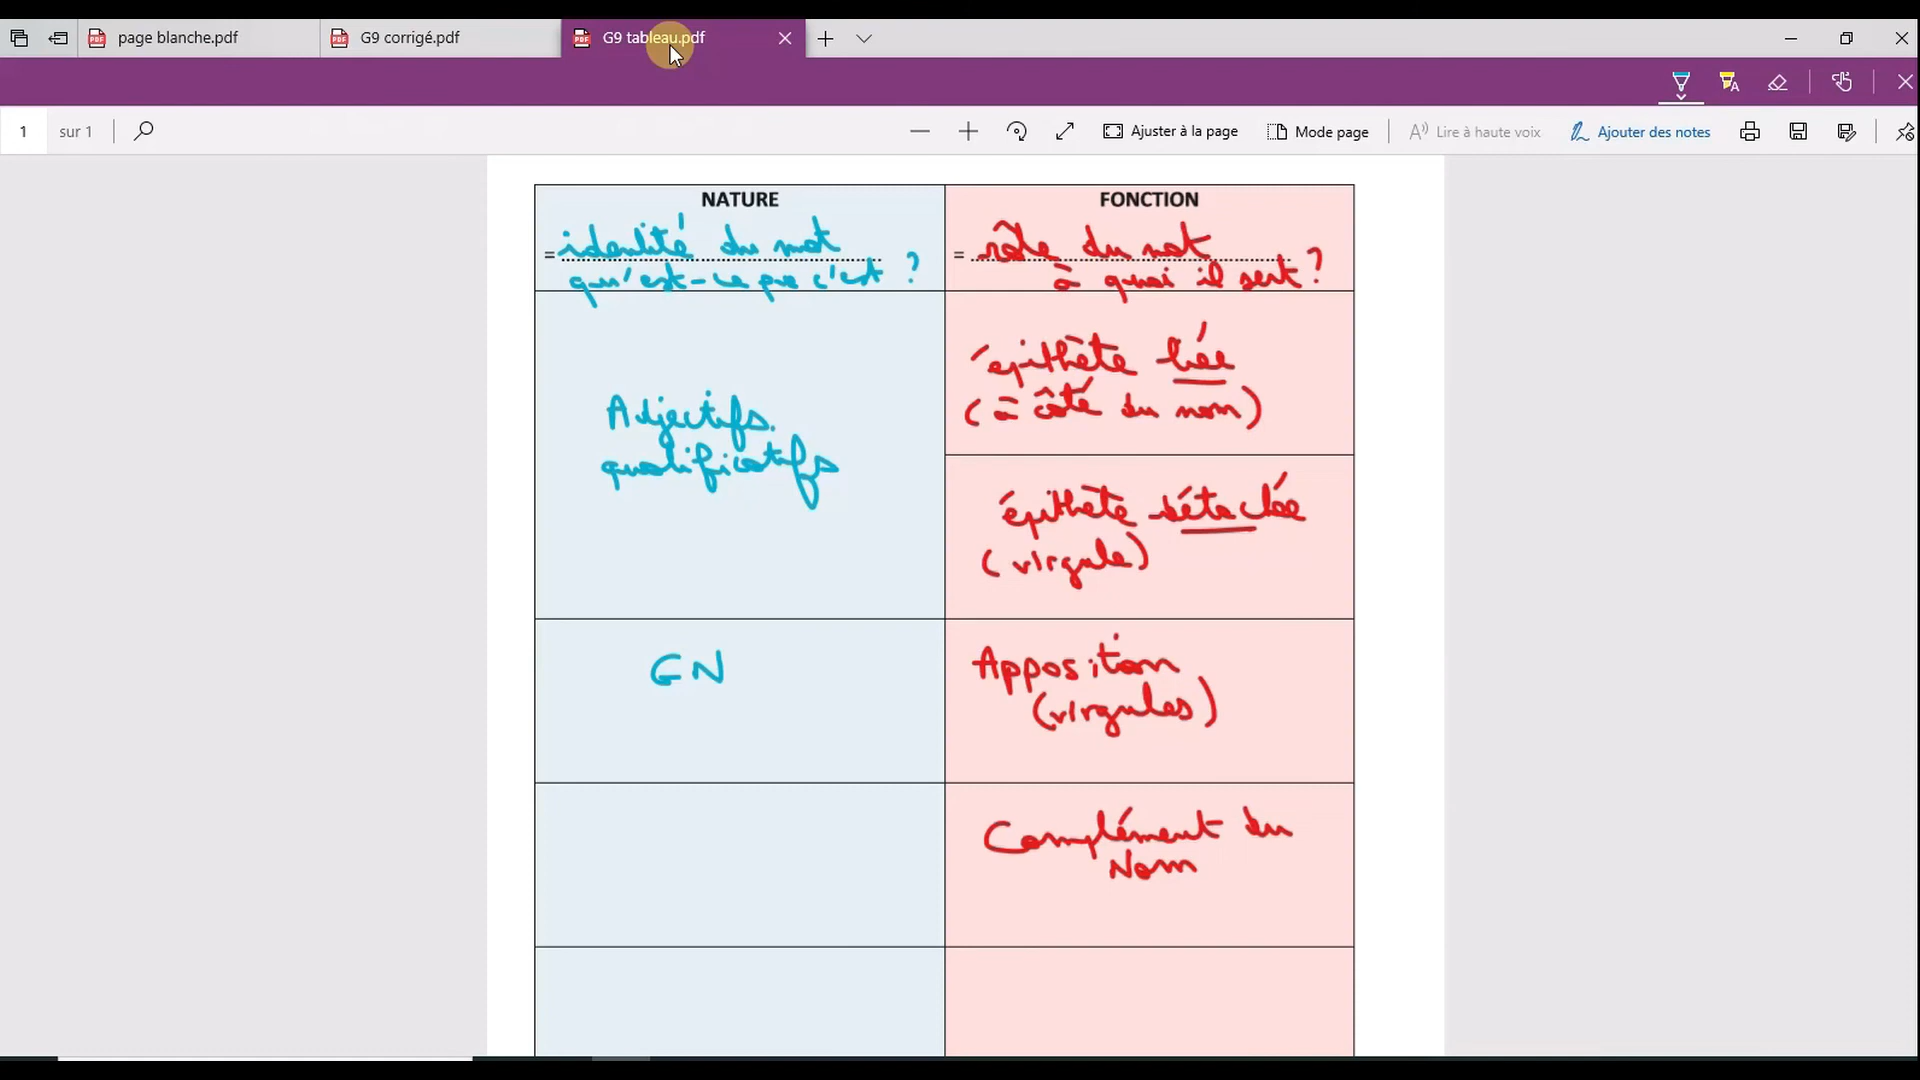 page blanche.pdf
G9 corrigé.pdf
G9 tableau.pdf
1
sur 1
Ajuster à la page
Mode page
Lire à haute voix
Ajouter des notes
NATURE
= identité du mot
qu'est-ce que c'est ?
FONCTION
= rôle du mot
à quoi il sert ?
Adjectifs
qualificatifs
épithète liée
(à côté du nom)
épithète détachée
(virgule)
GN
Apposition
(virgules)
Complément du
Nom